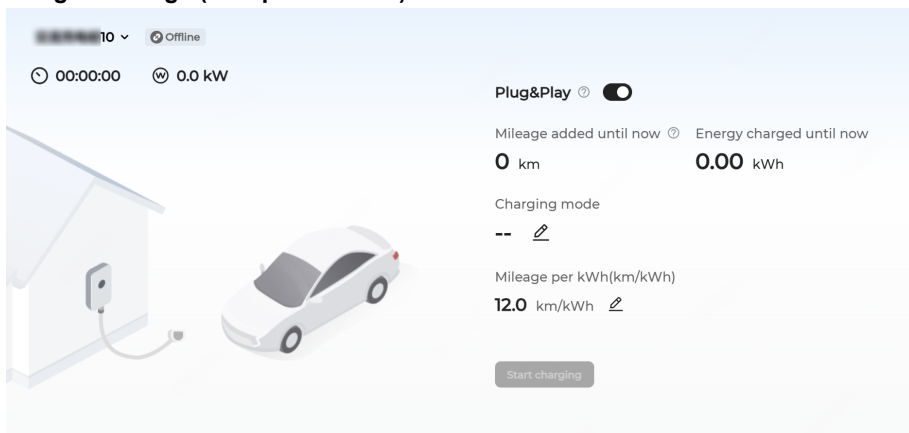 10
Offline
00:00:00
0.0 kW
Plug&Play
Mileage added until now
Energy charged until now
0 km
0.00 kWh
Charging mode
--
Mileage per kWh(km/kWh)
12.0 km/kWh
Start charging